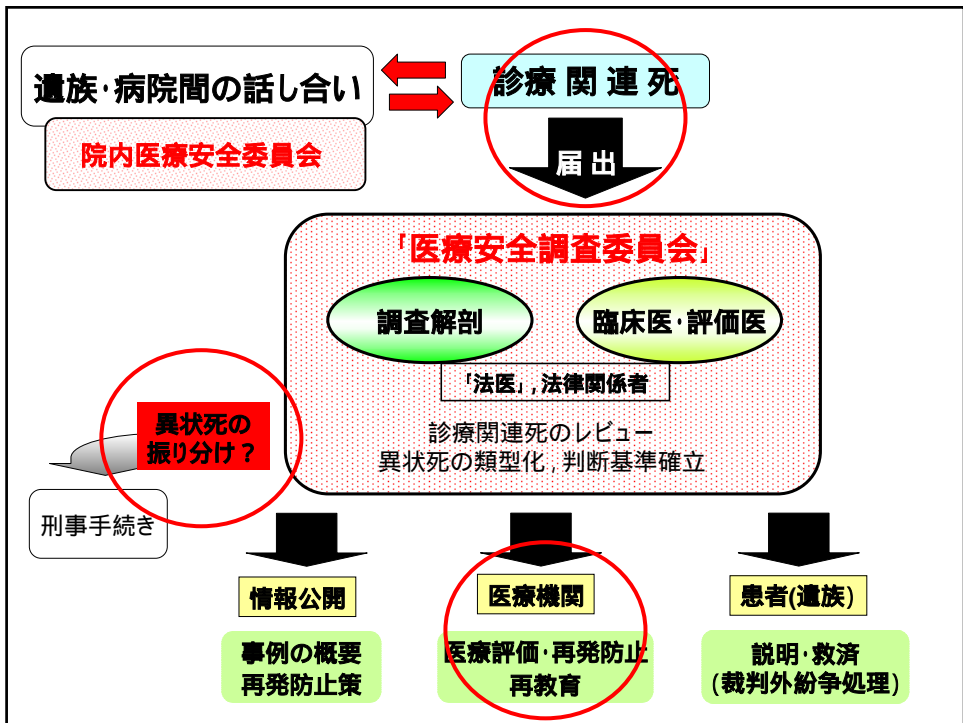 遺族・病院間の話し合い
診療関連死
院内医療安全委員会
届出
「医療安全調査委員会」
調査解剖
臨床医・評価医
「法医」, 法律関係者
診療関連死のレビュー
異状死の類型化, 判断基準確立
異状死の
振り分け？
刑事手続き
情報公開
医療機関
患者(遺族)
事例の概要
再発防止策
医療評価・再発防止
再教育
説明・救済
(裁判外紛争処理)